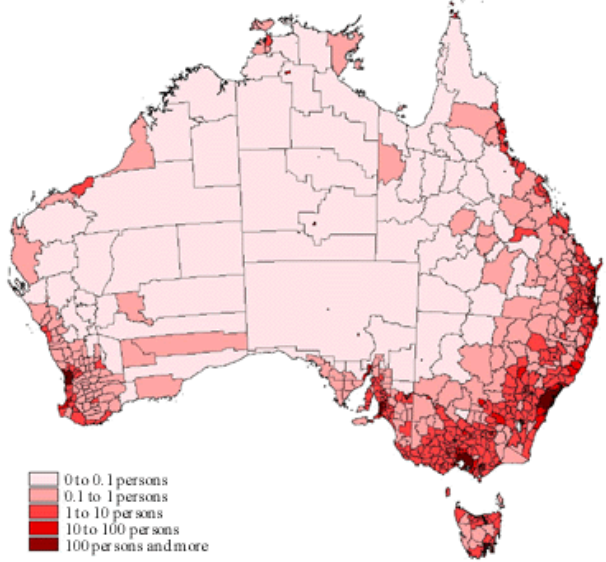 0 to 0.1 persons
0.1 to 1 persons
1 to 10 persons
10 to 100 persons
100 persons and more